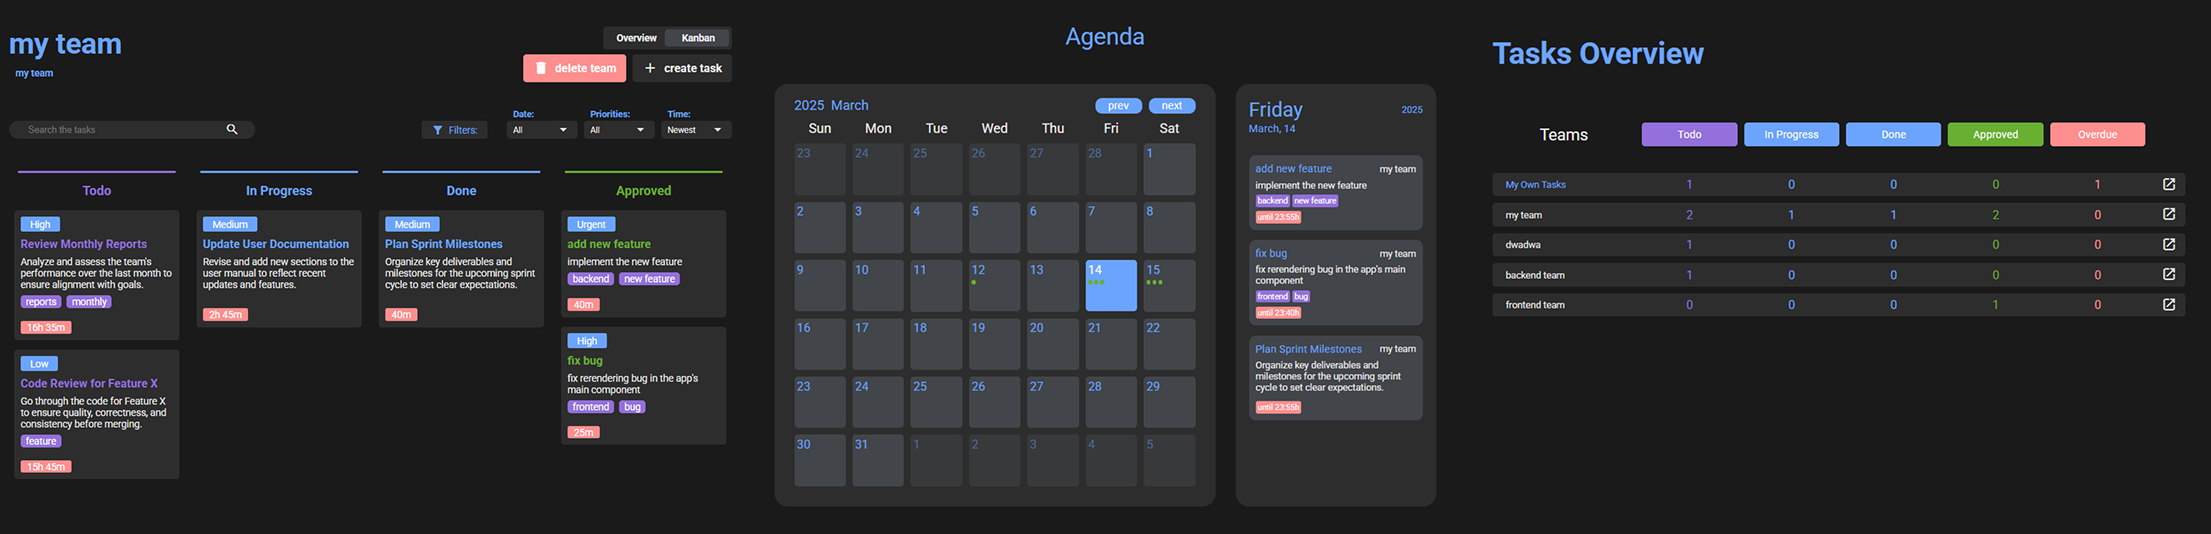 my team
my team
Overview Kanban
delete team + create task
Search the tasks
Filters:
Date: Priorities: Time:
All All Newest
Todo
High
Review Monthly Reports
Analyze and assess the team's
performance over the last month to
ensure alignment with goals.
reports monthly
16h 35m
Low
Code Review for Feature X
Go through the code for Feature X
to ensure quality, correctness, and
consistency before merging.
feature
15h 45m
In Progress
Medium
Update User Documentation
Revise and add new sections to the
user manual to reflect recent
updates and features.
2h 45m
Done
Medium
Plan Sprint Milestones
Organize key deliverables and
milestones for the upcoming sprint
cycle to set clear expectations.
40m
Approved
Urgent
add new feature
implement the new feature
backend new feature
40m
High
fix bug
fix rerendering bug in the app's
main component
frontend bug
25m
Agenda
2025 March prev next
Sun Mon Tue Wed Thu Fri Sat
23 24 25 26 27 28 1
2 3 4 5 6 7 8
9 10 11 12 13 14 15
16 17 18 19 20 21 22
23 24 25 26 27 28 29
30 31 1 2 3 4 5
Friday 2025
March, 14
add new feature my team
implement the new feature
backend new feature
until 23:55h
fix bug my team
fix rerendering bug in the app's main
component
frontend bug
until 23:40h
Plan Sprint Milestones my team
Organize key deliverables and
milestones for the upcoming sprint
cycle to set clear expectations.
until 23:55h
Tasks Overview
Teams Todo In Progress Done Approved Overdue
My Own Tasks 1 0 0 0 1
my team 2 1 1 2 0
dwadwa 1 0 0 0 0
backend team 1 0 0 0 0
frontend team 0 0 0 1 0